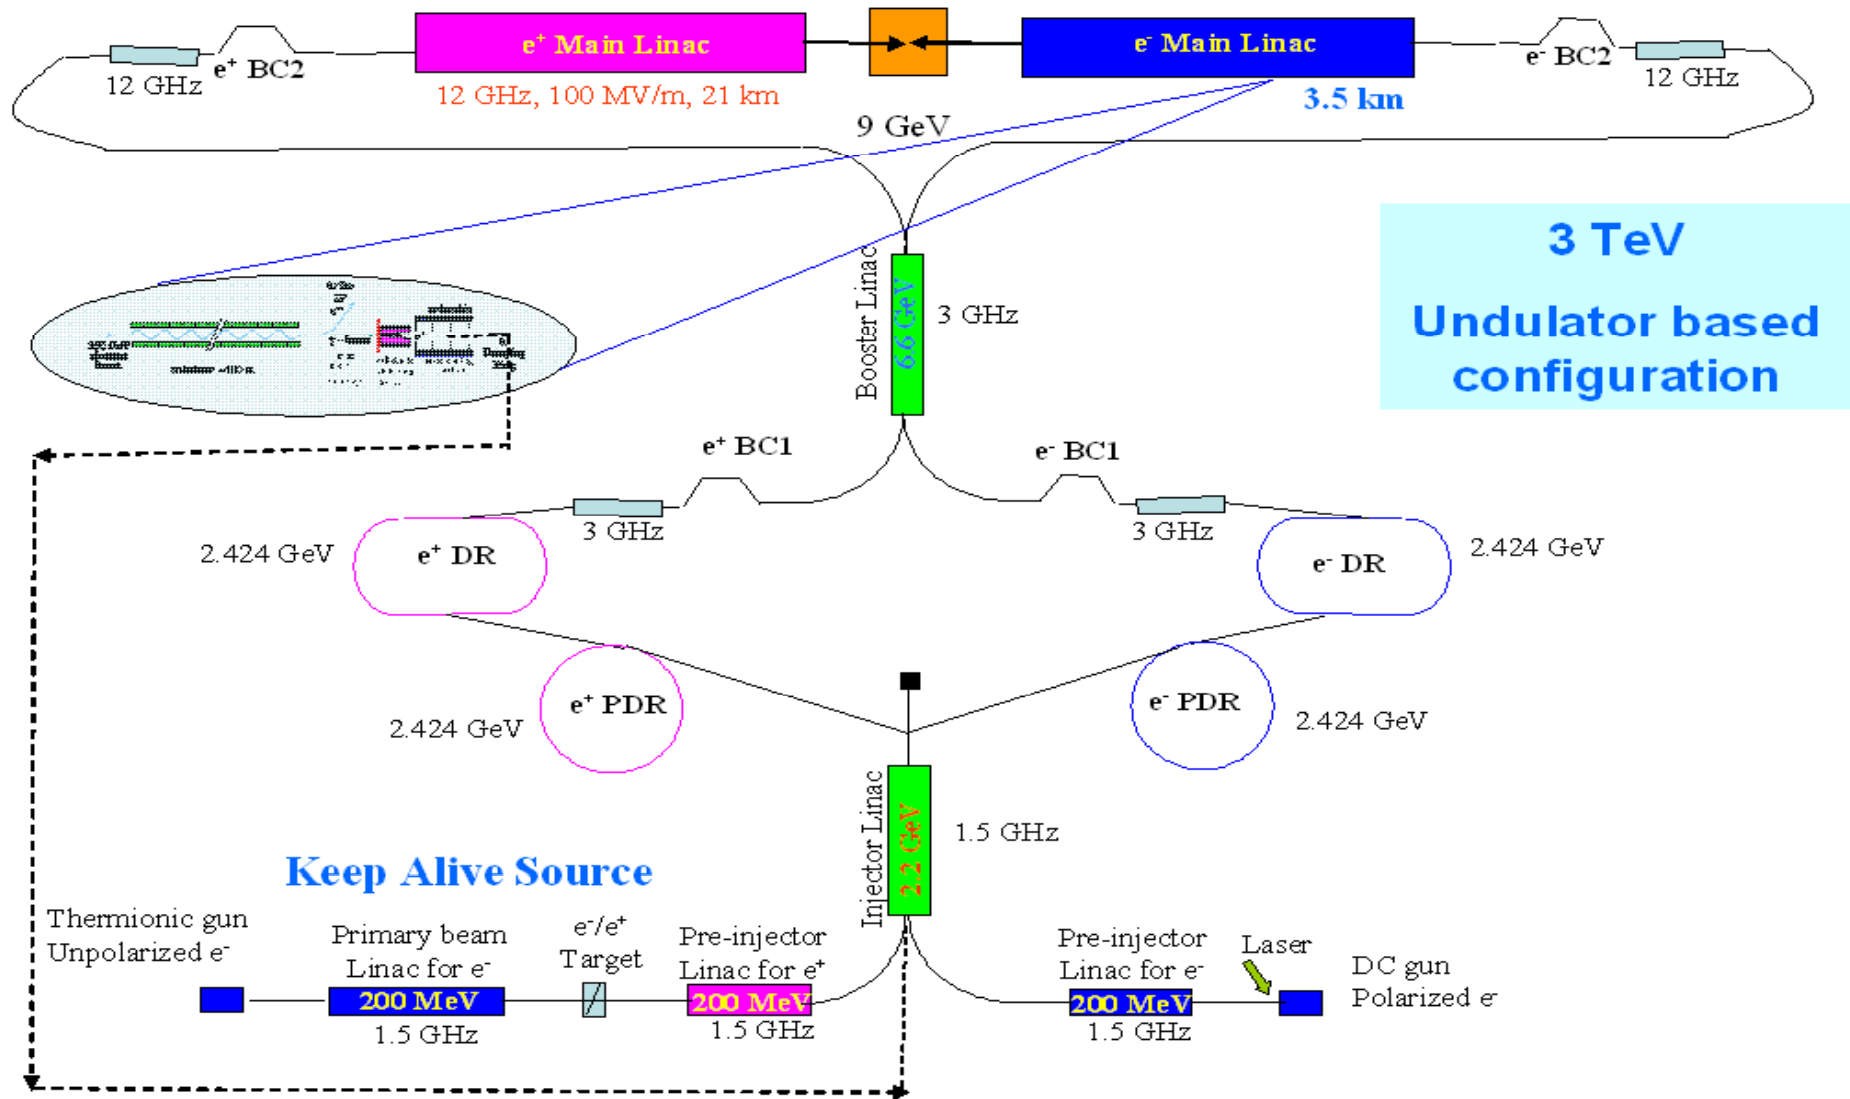 e⁺ Main Linac
e⁻ Main Linac
12 GHz
e⁺ BC2
e⁻ BC2
12 GHz
12 GHz, 100 MV/m, 21 km
3.5 km
9 GeV
3 TeV
Undulator based
configuration
Booster Linac
6.6 GeV
3 GHz
e⁺ BC1
e⁻ BC1
3 GHz
3 GHz
2.424 GeV
e⁺ DR
e⁻ DR
2.424 GeV
e⁺ PDR
2.424 GeV
e⁻ PDR
2.424 GeV
Injector Linac
2.2 GeV
1.5 GHz
Keep Alive Source
Thermionic gun
Unpolarized e⁻
Primary beam
Linac for e⁻
200 MeV
1.5 GHz
e⁻/e⁺
Target
Pre-injector
Linac for e⁺
200 MeV
1.5 GHz
Pre-injector
Linac for e⁻
200 MeV
1.5 GHz
Laser
DC gun
Polarized e⁻